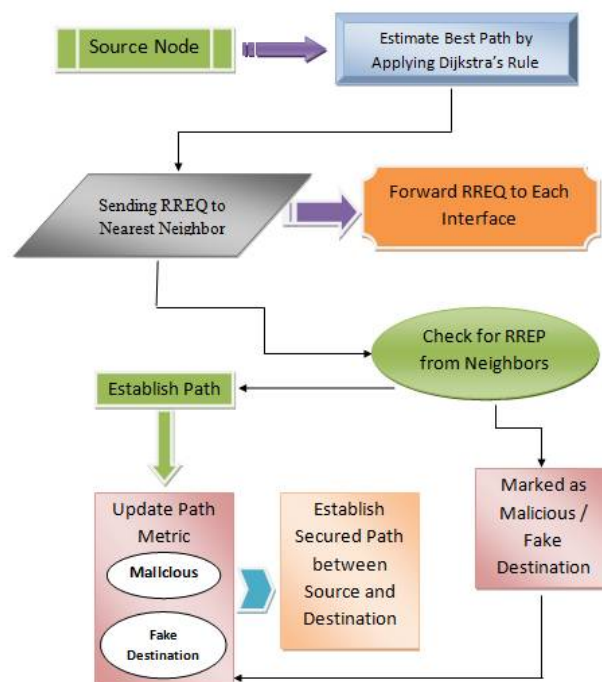 Source Node
Estimate Best Path by
Applying Dijkstra's Rule
Sending RREQ to
Nearest Neighbor
Forward RREQ to Each
Interface
Check for RREP
from Neighbors
Establish Path
Update Path
Metric
Malicious
Fake
Destination
Establish
Secured Path
between
Source and
Destination
Marked as
Malicious /
Fake
Destination